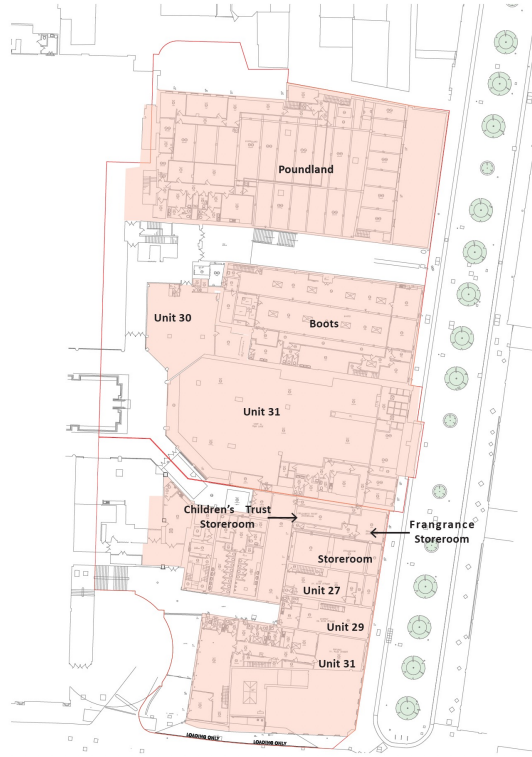 Poundland
Unit 30
Boots
Unit 31
Children's Trust
Storeroom
Frangrance
Storeroom
Storeroom
Unit 27
Unit 29
Unit 31
LOADING ONLY
LOADING ONLY